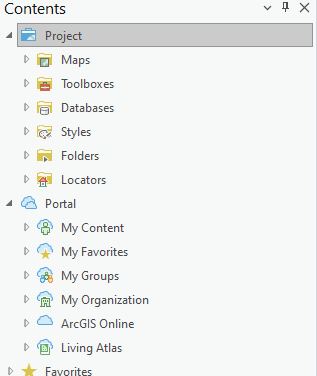 Contents
Project
Maps
Toolboxes
Databases
Styles
Folders
Locators
Portal
My Content
My Favorites
My Groups
My Organization
ArcGIS Online
Living Atlas
Favorites